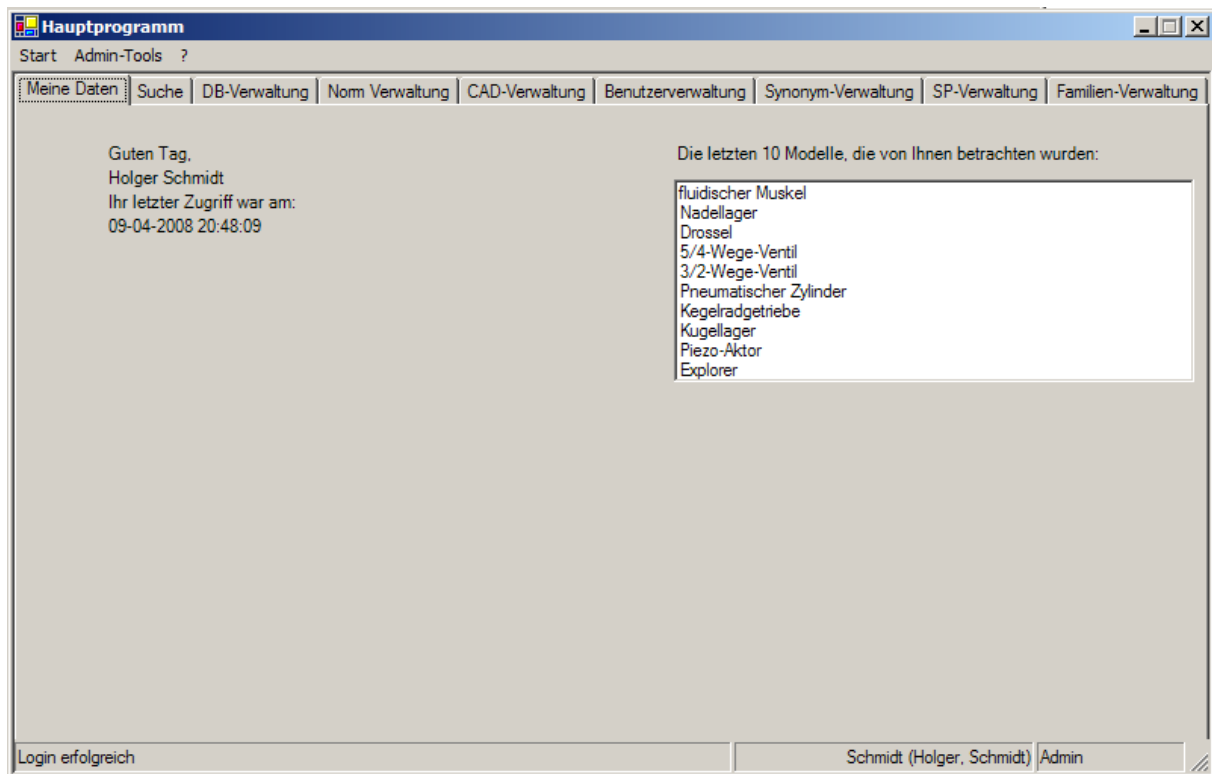 Hauptprogramm
Start Admin-Tools ?
Meine Daten Suche DB-Verwaltung Norm Verwaltung CAD-Verwaltung Benutzerverwaltung Synonym-Verwaltung SP-Verwaltung Familien-Verwaltung
Guten Tag,
Holger Schmidt
Ihr letzter Zugriff war am:
09-04-2008 20:48:09
Die letzten 10 Modelle, die von Ihnen betrachten wurden:
fluidischer Muskel
Nadellager
Drossel
5/4-Wege-Ventil
3/2-Wege-Ventil
Pneumatischer Zylinder
Kegelradgetriebe
Kugellager
Piezo-Aktor
Explorer
Login erfolgreich
Schmidt (Holger, Schmidt) Admin